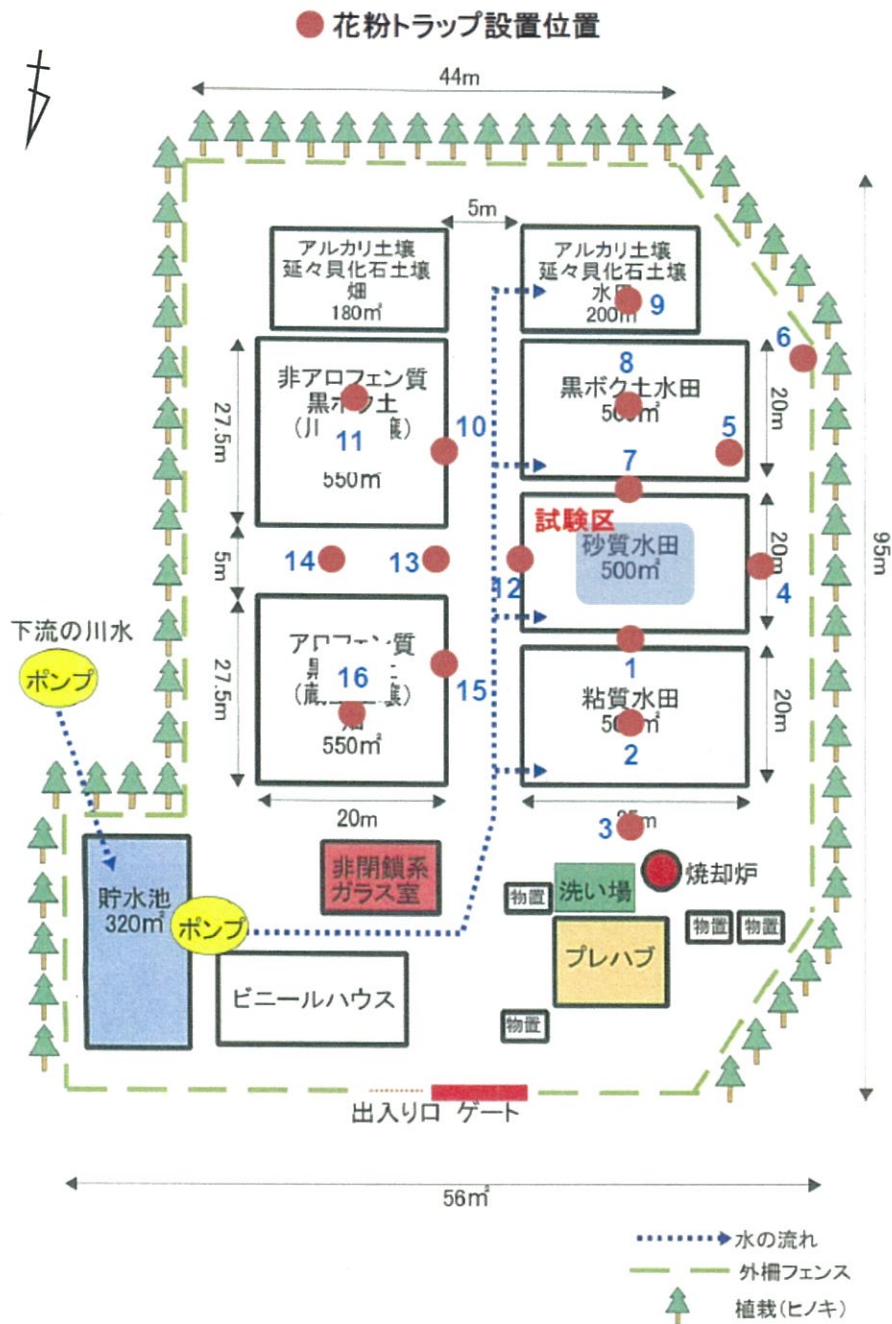 花粉トラップ設置位置
44m
5m
アルカリ土壌
延々貝化石土壌
畑
180㎡
アルカリ土壌
延々貝化石土壌
水
200㎡
9
6
27.5m
非アロフェン質
黒ボク土
(川
11
550㎡
10
8
黒ボク土水田
7
5
20m
95m
5m
14
13
12
試験区
砂質水田
500㎡
20m
4
下流の川水
ポンプ
27.5m
アロフェン質
16
畑
550㎡
15
1
粘質水田
2
20m
20m
3
貯水池
320㎡
ポンプ
非閉鎖系
ガラス室
ビニールハウス
物置
洗い場
焼却炉
プレハブ
物置
物置
物置
出入り口 ゲート
56㎡
水の流れ
外柵フェンス
植栽(ヒノキ)